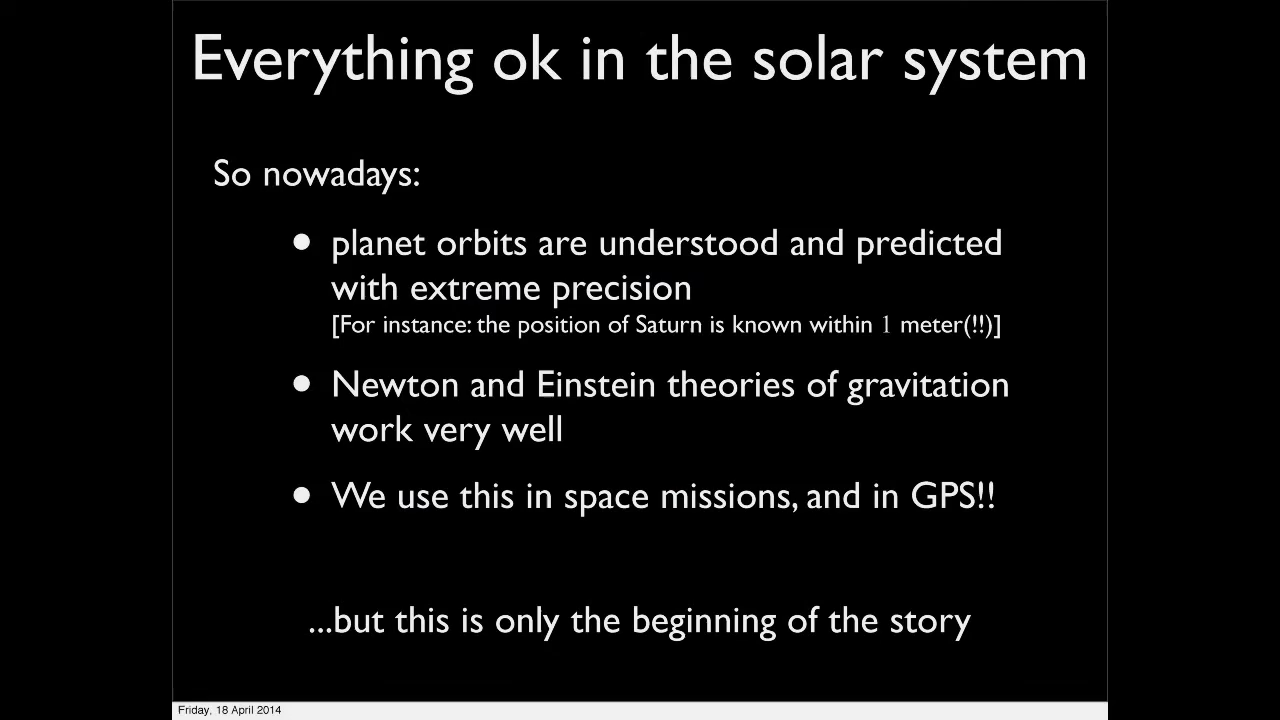 Everything ok in the solar system
So nowadays:
• planet orbits are understood and predicted
with extreme precision
[For instance: the position of Saturn is known within 1 meter(!!)]
• Newton and Einstein theories of gravitation
work very well
• We use this in space missions, and in GPS!!
...but this is only the beginning of the story
Friday, 18 April 2014